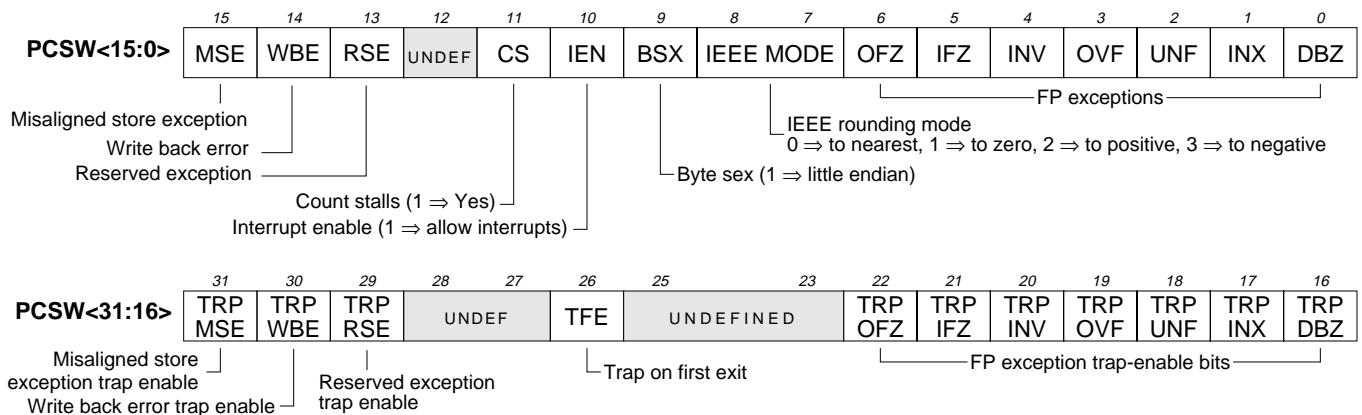 15 14 13 12 11 10 9 8 7 6 5 4 3 2 1 0
PCSW<15:0> MSE WBE RSE UNDEF CS IEN BSX IEEE MODE OFZ IFZ INV OVF UNF INX DBZ
FP exceptions
Misaligned store exception
IEEE rounding mode
0 ⇒ to nearest, 1 ⇒ to zero, 2 ⇒ to positive, 3 ⇒ to negative
Write back error
Reserved exception
Byte sex (1 ⇒ little endian)
Count stalls (1 ⇒ Yes)
Interrupt enable (1 ⇒ allow interrupts)
31 30 29 28 27 26 25 23 22 21 20 19 18 17 16
PCSW<31:16> TRP MSE TRP WBE TRP RSE UNDEF TFE UNDEFINED TRP OFZ TRP IFZ TRP INV TRP OVF TRP UNF TRP INX TRP DBZ
Misaligned store
exception trap enable
Write back error trap enable
Reserved exception
trap enable
Trap on first exit
FP exception trap-enable bits